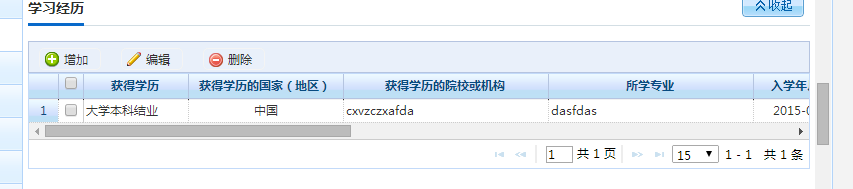 学习经历 收起
增加 编辑 删除
获得学历 获得学历的国家（地区） 获得学历的院校或机构 所学专业 入学年
1 大学本科结业 中国 cxvzczxafda dasfdas 2015-0
1 共 1 页 15 1 - 1 共 1 条